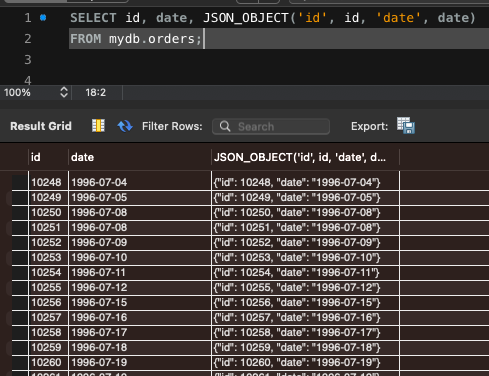 1 SELECT id, date, JSON_OBJECT('id', id, 'date', date)
2 FROM mydb.orders;
3
4
100% 18:2
Result Grid Filter Rows: Search Export:
id date JSON_OBJECT('id', id, 'date', d...
10248 1996-07-04 {"id": 10248, "date": "1996-07-04"}
10249 1996-07-05 {"id": 10249, "date": "1996-07-05"}
10250 1996-07-08 {"id": 10250, "date": "1996-07-08"}
10251 1996-07-08 {"id": 10251, "date": "1996-07-08"}
10252 1996-07-09 {"id": 10252, "date": "1996-07-09"}
10253 1996-07-10 {"id": 10253, "date": "1996-07-10"}
10254 1996-07-11 {"id": 10254, "date": "1996-07-11"}
10255 1996-07-12 {"id": 10255, "date": "1996-07-12"}
10256 1996-07-15 {"id": 10256, "date": "1996-07-15"}
10257 1996-07-16 {"id": 10257, "date": "1996-07-16"}
10258 1996-07-17 {"id": 10258, "date": "1996-07-17"}
10259 1996-07-18 {"id": 10259, "date": "1996-07-18"}
10260 1996-07-19 {"id": 10260, "date": "1996-07-19"}